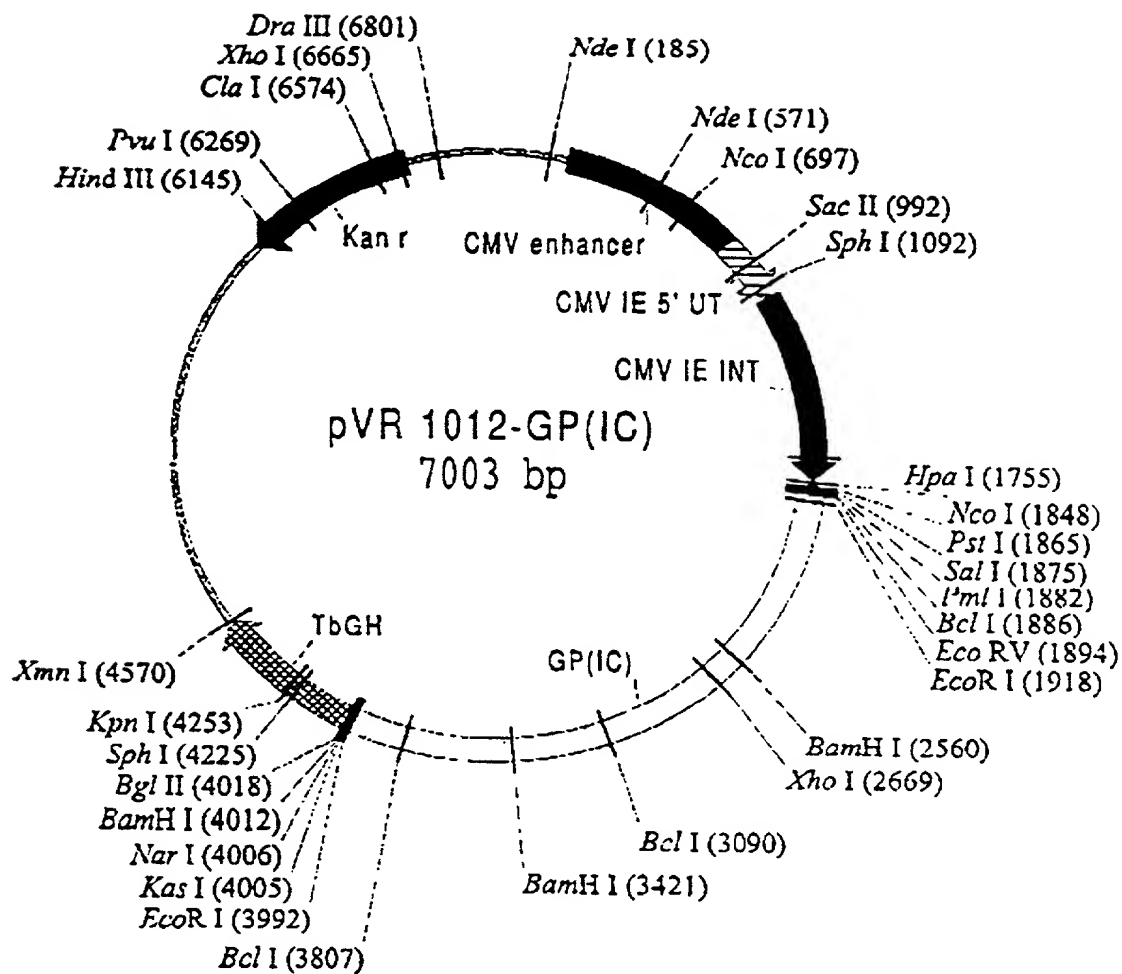 Dra III (6801)
Xho I (6665)
Cla I (6574)
Pvu I (6269)
Hind III (6145)
Kan r
Nde I (185)
Nde I (571)
Nco I (697)
CMV enhancer
Sac II (992)
Sph I (1092)
CMV IE 5' UT
CMV IE INT
pVR 1012-GP(IC)
7003 bp
Hpa I (1755)
Nco I (1848)
Pst I (1865)
Sal I (1875)
Pml I (1882)
Bcl I (1886)
Eco RV (1894)
EcoR I (1918)
GP(IC)
BamH I (2560)
Xho I (2669)
Bcl I (3090)
BamH I (3421)
TbGH
Xmn I (4570)
Kpn I (4253)
Sph I (4225)
Bgl II (4018)
BamH I (4012)
Nar I (4006)
Kas I (4005)
EcoR I (3992)
Bcl I (3807)